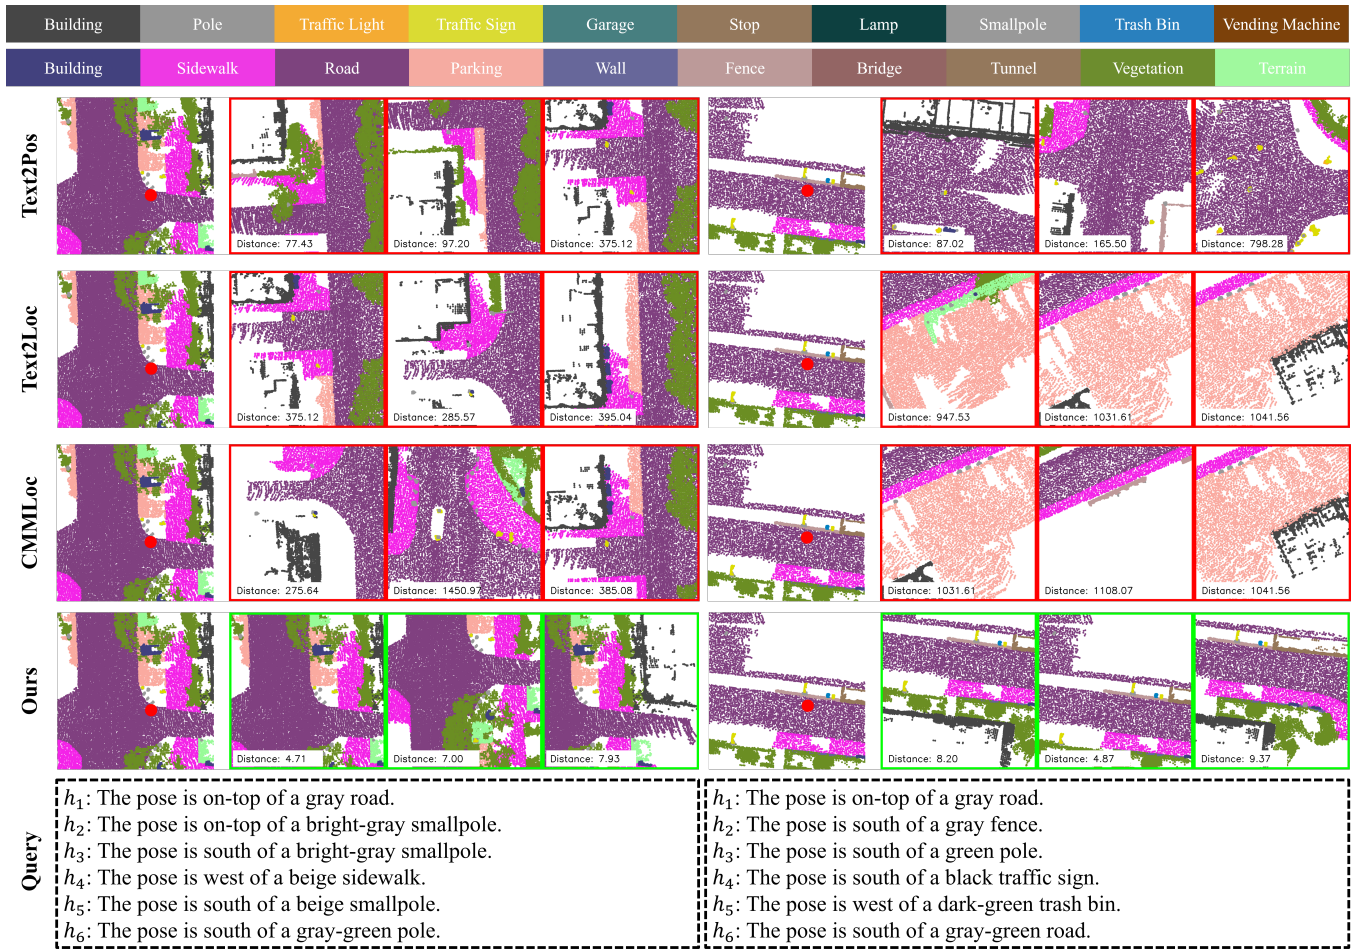 Building Pole Traffic Light Traffic Sign Garage Stop Lamp Smallpole Trash Bin Vending Machine
Building Sidewalk Road Parking Wall Fence Bridge Tunnel Vegetation Terrain
Text2Pos
Distance: 77.43 Distance: 97.20 Distance: 375.12 Distance: 87.02 Distance: 165.50 Distance: 798.28
Text2Loc
Distance: 375.12 Distance: 285.57 Distance: 395.04 Distance: 947.53 Distance: 1031.61 Distance: 1041.56
CMMLoc
Distance: 275.64 Distance: 1450.97 Distance: 385.08 Distance: 1031.61 Distance: 1108.07 Distance: 1041.56
Ours
Distance: 4.71 Distance: 7.00 Distance: 7.93 Distance: 8.20 Distance: 4.87 Distance: 9.37
Query
h₁: The pose is on-top of a gray road.
h₂: The pose is on-top of a bright-gray smallpole.
h₃: The pose is south of a bright-gray smallpole.
h₄: The pose is west of a beige sidewalk.
h₅: The pose is south of a beige smallpole.
h₆: The pose is south of a gray-green pole.
h₁: The pose is on-top of a gray road.
h₂: The pose is south of a gray fence.
h₃: The pose is south of a green pole.
h₄: The pose is south of a black traffic sign.
h₅: The pose is west of a dark-green trash bin.
h₆: The pose is south of a gray-green road.